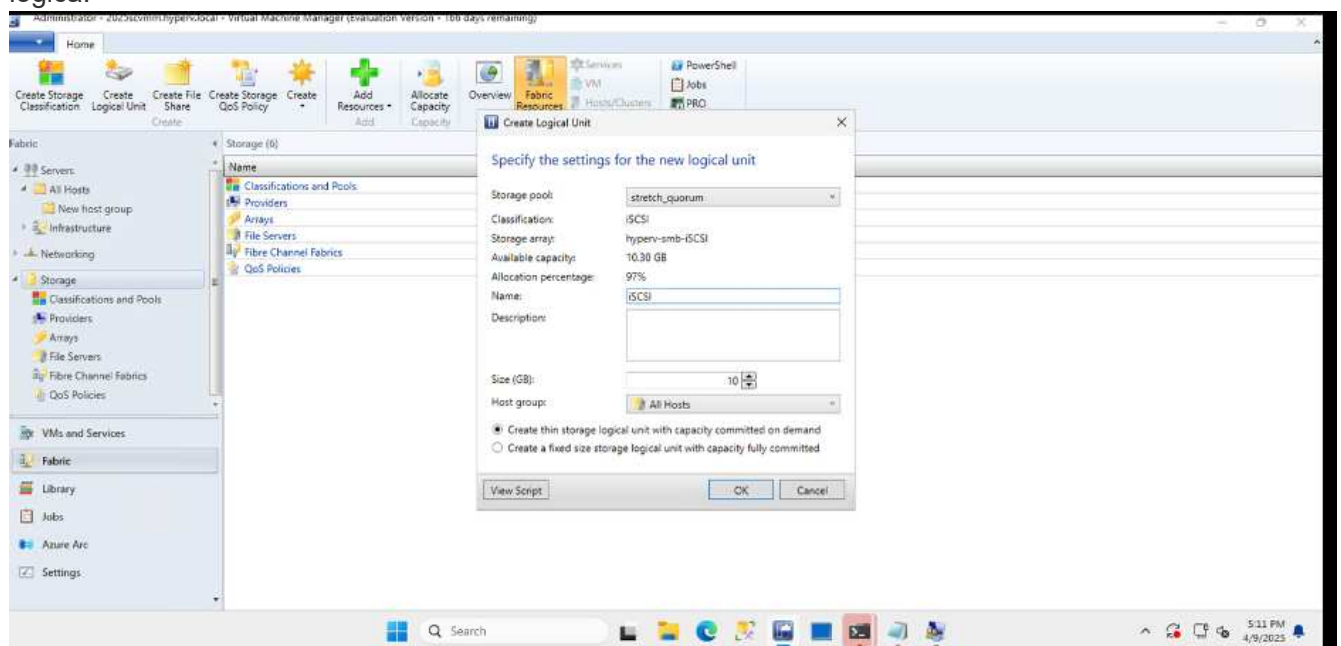 logical.
Administrator - 2025scvmm.hyperv.local - Virtual Machine Manager (Evaluation Version - 166 days remaining)
Home
Create Storage Classification
Create Logical Unit
Create File Share
Create Storage QoS Policy
Create
Add Resources
Allocate Capacity
Overview
Fabric Resources
Services
VM
Hosts/Clusters
PowerShell
Jobs
PRO
Create
Add
Capacity
Fabric
Servers
All Hosts
New host group
Infrastructure
Networking
Storage
Classifications and Pools
Providers
Arrays
File Servers
Fibre Channel Fabrics
QoS Policies
VMs and Services
Fabric
Library
Jobs
Azure Arc
Settings
Storage (6)
Name
Classifications and Pools
Providers
Arrays
File Servers
Fibre Channel Fabrics
QoS Policies
Create Logical Unit
Specify the settings for the new logical unit
Storage pool: stretch_quorum
Classification: iSCSI
Storage array: hyperv-smb-iSCSI
Available capacity: 10.30 GB
Allocation percentage: 97%
Name: iSCSI
Description:
Size (GB): 10
Host group: All Hosts
Create thin storage logical unit with capacity committed on demand
Create a fixed size storage logical unit with capacity fully committed
View Script OK Cancel
Search
5:11 PM
4/9/2025